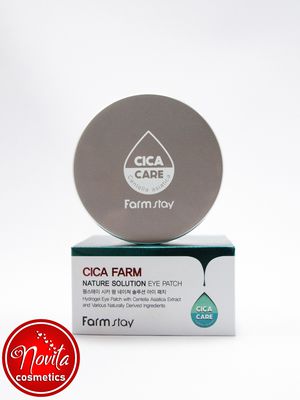 CICA
CARE
Centella asiatica
Farmstay
CICA FARM
NATURE SOLUTION EYE PATCH
팜스테이 시카 팜 네이쳐 솔루션 아이 패치
Hydrogel Eye Patch with Centella Asiatica Extract
and Various Naturally Derived Ingredients
Farmstay
CICA
CARE
Novita
cosmetics